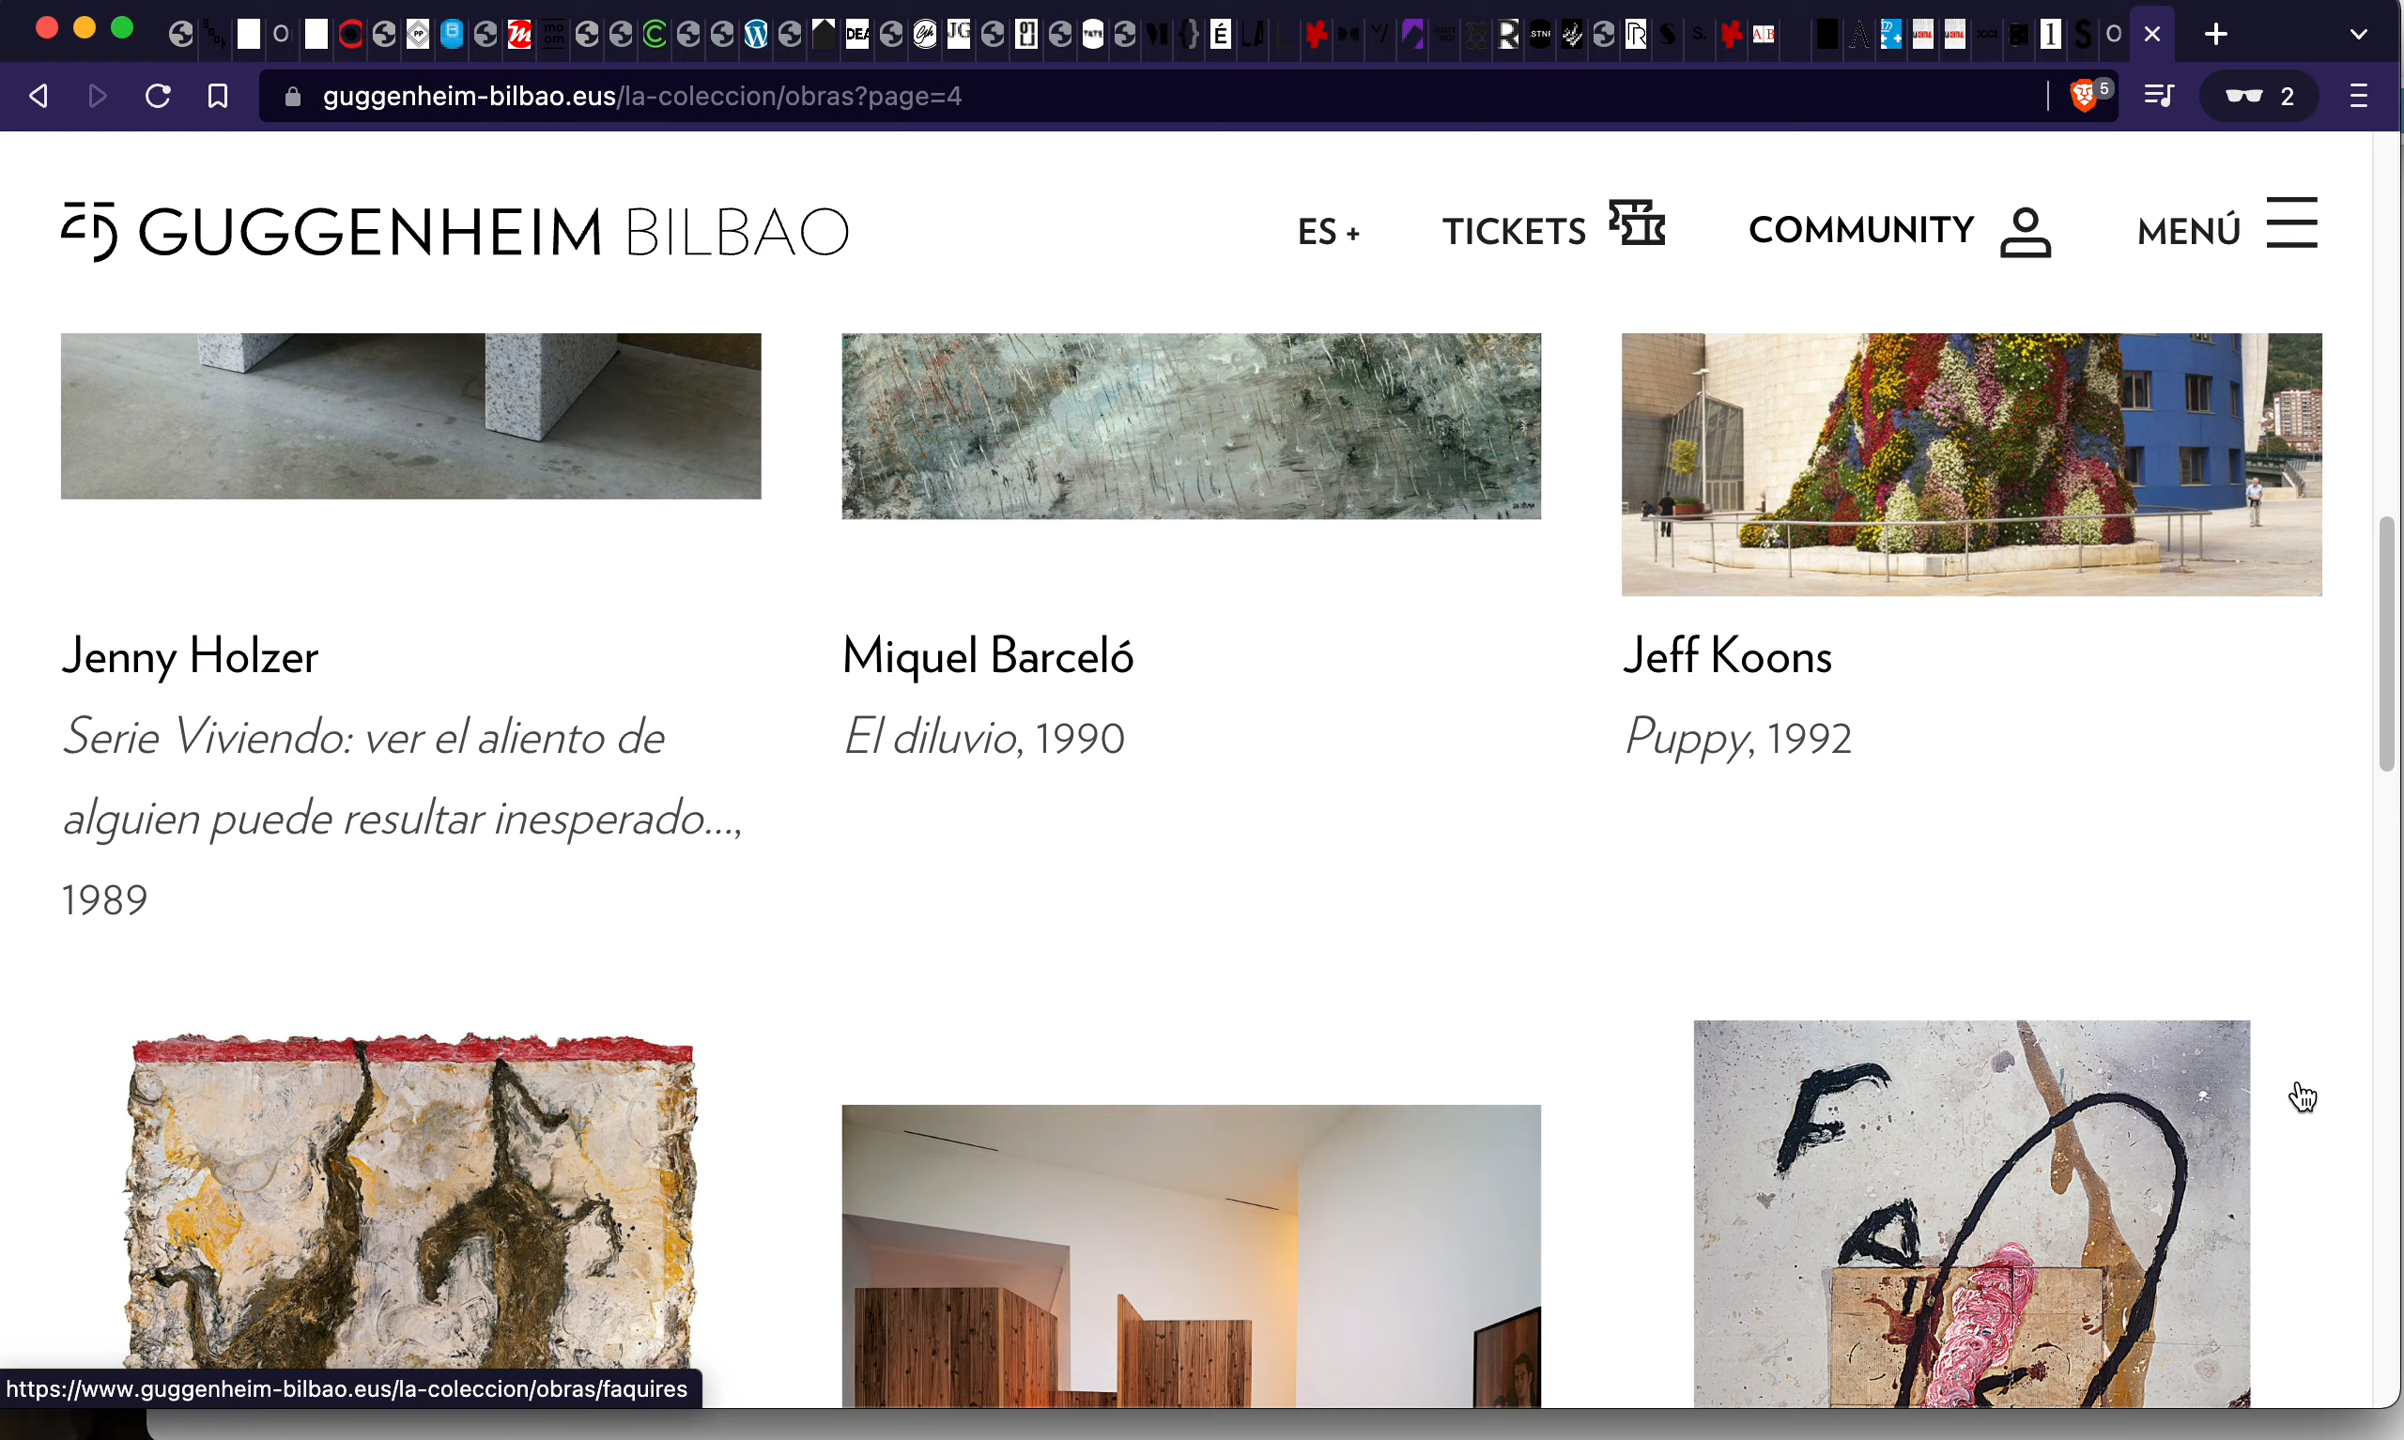 guggenheim-bilbao.eus/la-coleccion/obras?page=4
5
2
GUGGENHEIM BILBAO
ES +
TICKETS
COMMUNITY
MENÚ
Jenny Holzer
Serie Viviendo: ver el aliento de
alguien puede resultar inesperado...,
1989
Miquel Barceló
El diluvio, 1990
Jeff Koons
Puppy, 1992
https://www.guggenheim-bilbao.eus/la-coleccion/obras/faquires